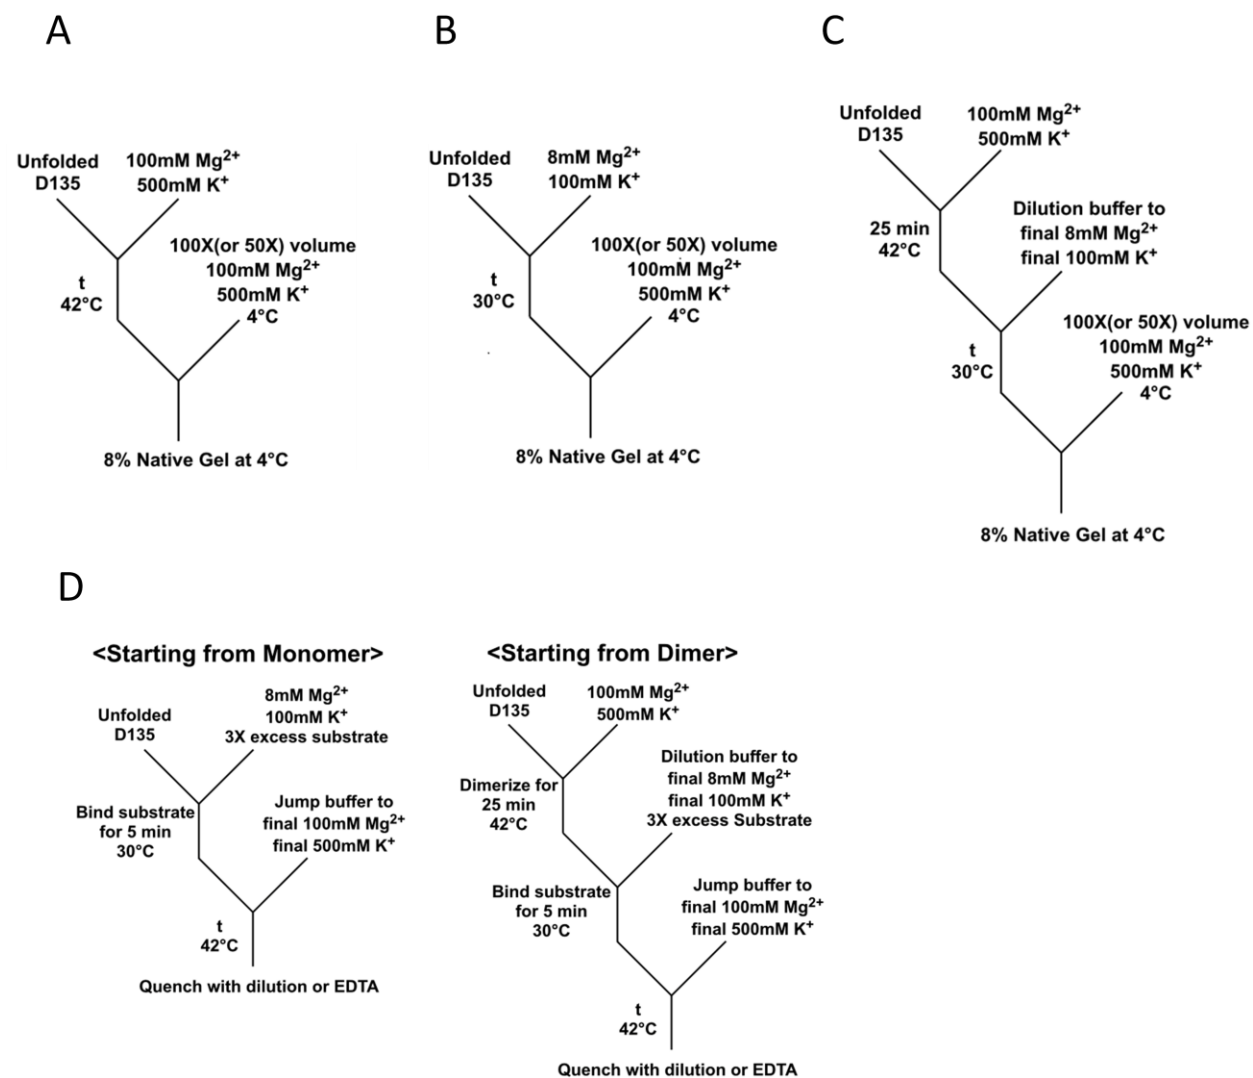 A
Unfolded
D135
100mM Mg2+
500mM K+
t
42°C
100X(or 50X) volume
100mM Mg2+
500mM K+
4°C
8% Native Gel at 4°C
B
Unfolded
D135
8mM Mg2+
100mM K+
t
30°C
100X(or 50X) volume
100mM Mg2+
500mM K+
4°C
8% Native Gel at 4°C
C
Unfolded
D135
100mM Mg2+
500mM K+
25 min
42°C
Dilution buffer to
final 8mM Mg2+
final 100mM K+
t
30°C
100X(or 50X) volume
100mM Mg2+
500mM K+
4°C
8% Native Gel at 4°C
D
<Starting from Monomer>
Unfolded
D135
8mM Mg2+
100mM K+
3X excess substrate
Bind substrate
for 5 min
30°C
Jump buffer to
final 100mM Mg2+
final 500mM K+
t
42°C
Quench with dilution or EDTA
<Starting from Dimer>
Unfolded
D135
100mM Mg2+
500mM K+
Dimerize for
25 min
42°C
Dilution buffer to
final 8mM Mg2+
final 100mM K+
3X excess Substrate
Bind substrate
for 5 min
30°C
Jump buffer to
final 100mM Mg2+
final 500mM K+
t
42°C
Quench with dilution or EDTA